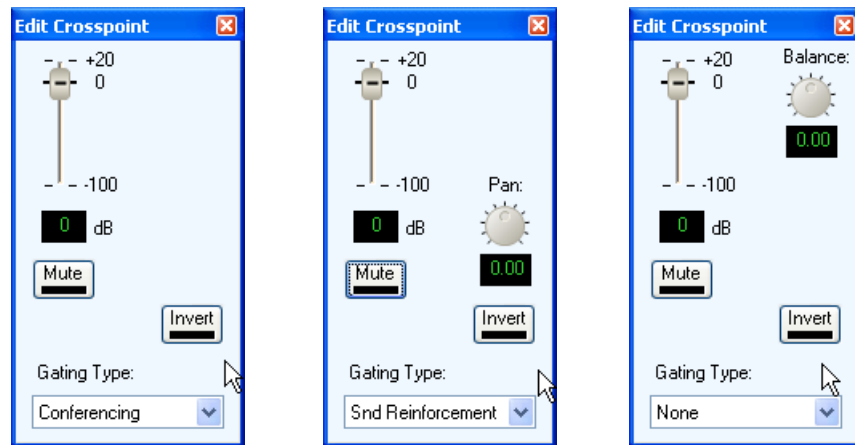 Edit Crosspoint
+20
0
-100
0 dB
Mute
Invert
Gating Type:
Conferencing
Edit Crosspoint
+20
0
-100
Pan:
0 dB
0.00
Mute
Invert
Gating Type:
Snd Reinforcement
Edit Crosspoint
+20
Balance:
0
0.00
-100
0 dB
Mute
Invert
Gating Type:
None